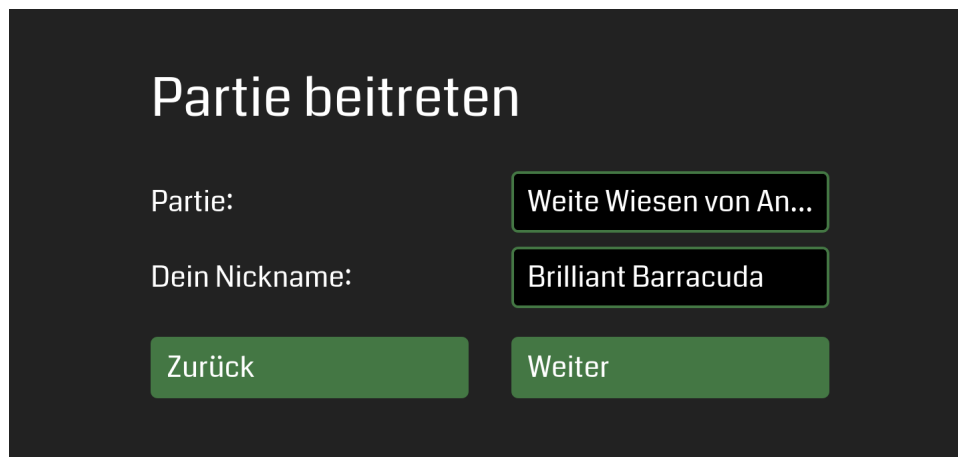 Partie beitreten
Partie: Weite Wiesen von An...
Dein Nickname: Brilliant Barracuda
Zurück Weiter